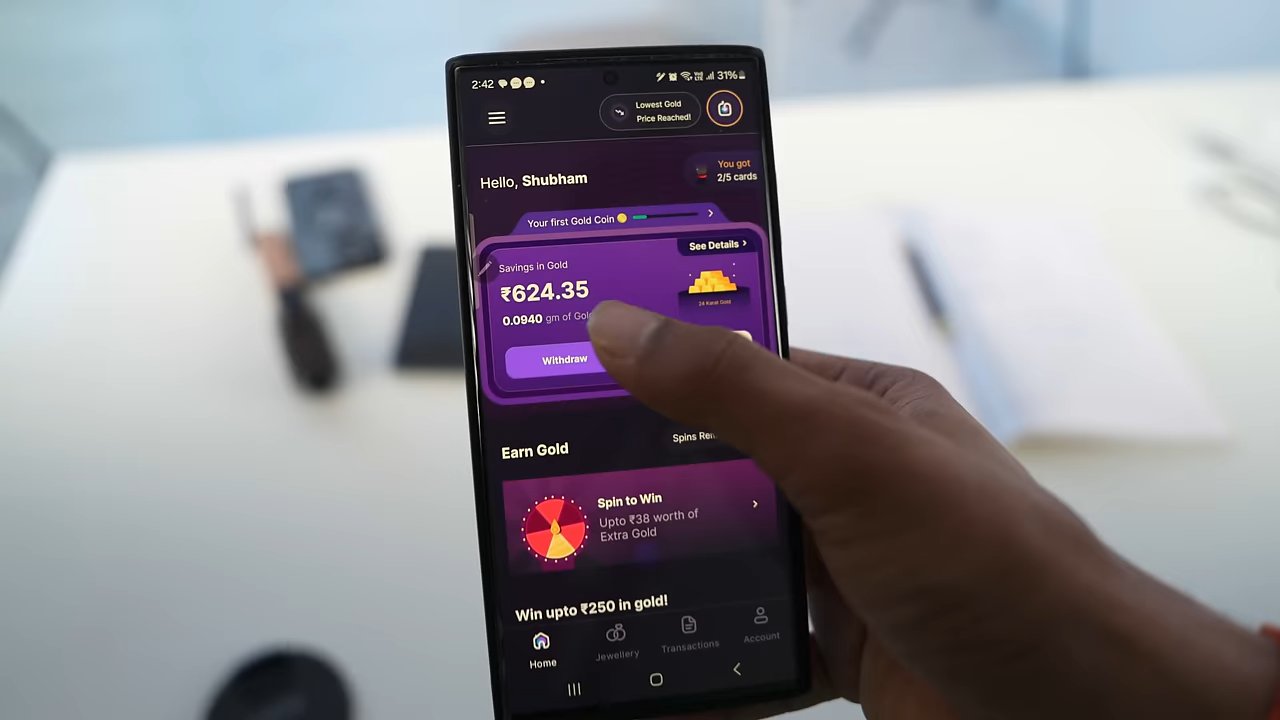 2:42
31%
Lowest Gold
Price Reached!
Hello, Shubham
You got
2/5 cards
Your first Gold Coin
See Details >
Savings in Gold
₹624.35
24 Karat Gold
0.0940 gm of Gol
Withdraw
Earn Gold
Spins Re
Spin to Win
Upto ₹38 worth of
Extra Gold
Win upto ₹250 in gold!
Home
Jewellery
Transactions
Account